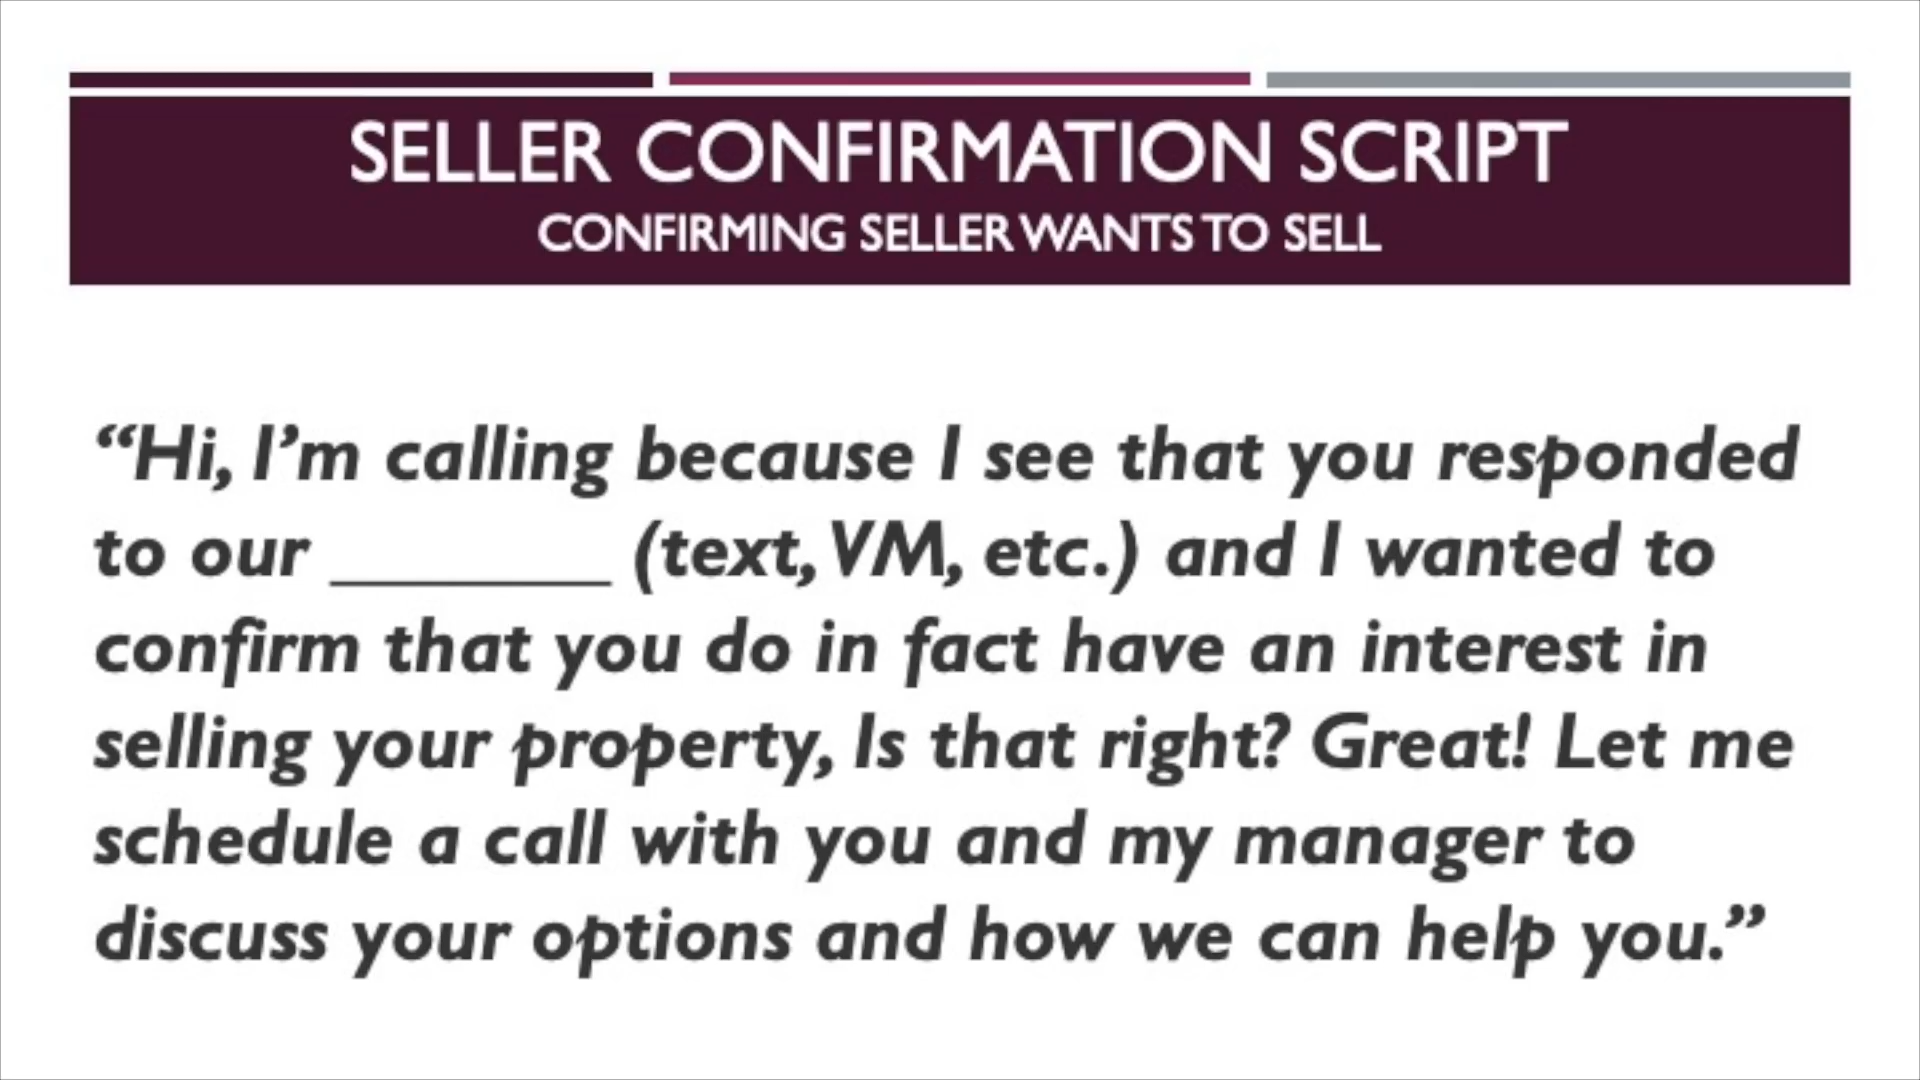 SELLER CONFIRMATION SCRIPT
CONFIRMING SELLER WANTS TO SELL
“Hi, I’m calling because I see that you responded
to our _______ (text, VM, etc.) and I wanted to
confirm that you do in fact have an interest in
selling your property, Is that right? Great! Let me
schedule a call with you and my manager to
discuss your options and how we can help you.”